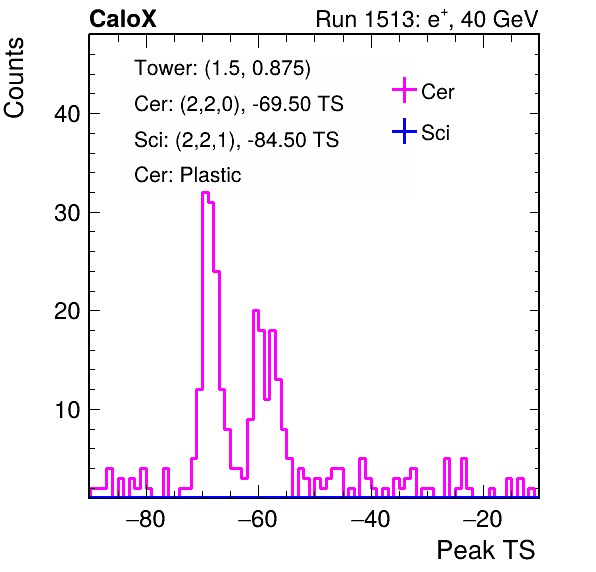 CaloX Run 1513: e+, 40 GeV
Counts
Tower: (1.5, 0.875)
Cer: (2,2,0), -69.50 TS
Sci: (2,2,1), -84.50 TS
Cer: Plastic
Cer
Sci
40
30
20
10
−80 −60 −40 −20
Peak TS